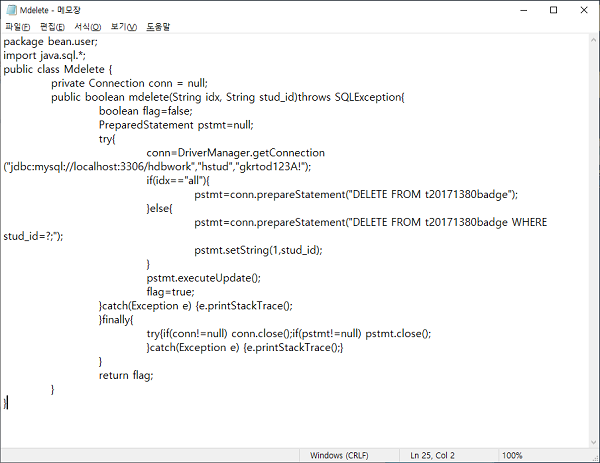 Mdelete - 메모장
파일(F) 편집(E) 서식(O) 보기(V) 도움말
package bean.user;
import java.sql.*;
public class Mdelete {
private Connection conn = null;
public boolean mdelete(String idx, String stud_id)throws SQLException{
boolean flag=false;
PreparedStatement pstmt=null;
try{
conn=DriverManager.getConnection
("jdbc:mysql://localhost:3306/hdbwork","hstud","gkrtod123A!");
if(idx=="all"){
pstmt=conn.prepareStatement("DELETE FROM t20171380badge");
}else{
pstmt=conn.prepareStatement("DELETE FROM t20171380badge WHERE
stud_id=?;");
pstmt.setString(1,stud_id);
}
pstmt.executeUpdate();
flag=true;
}catch(Exception e) {e.printStackTrace();
}finally{
try{if(conn!=null) conn.close();if(pstmt!=null) pstmt.close();
}catch(Exception e) {e.printStackTrace();}
}
return flag;
}
}
Windows (CRLF) Ln 25, Col 2 100%